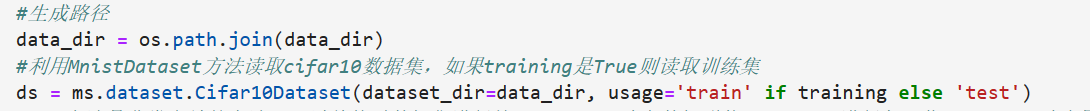 #生成路径
data_dir = os.path.join(data_dir)
#利用MnistDataset方法读取cifar10数据集，如果training是True则读取训练集
ds = ms.dataset.Cifar10Dataset(dataset_dir=data_dir, usage='train' if training else 'test')